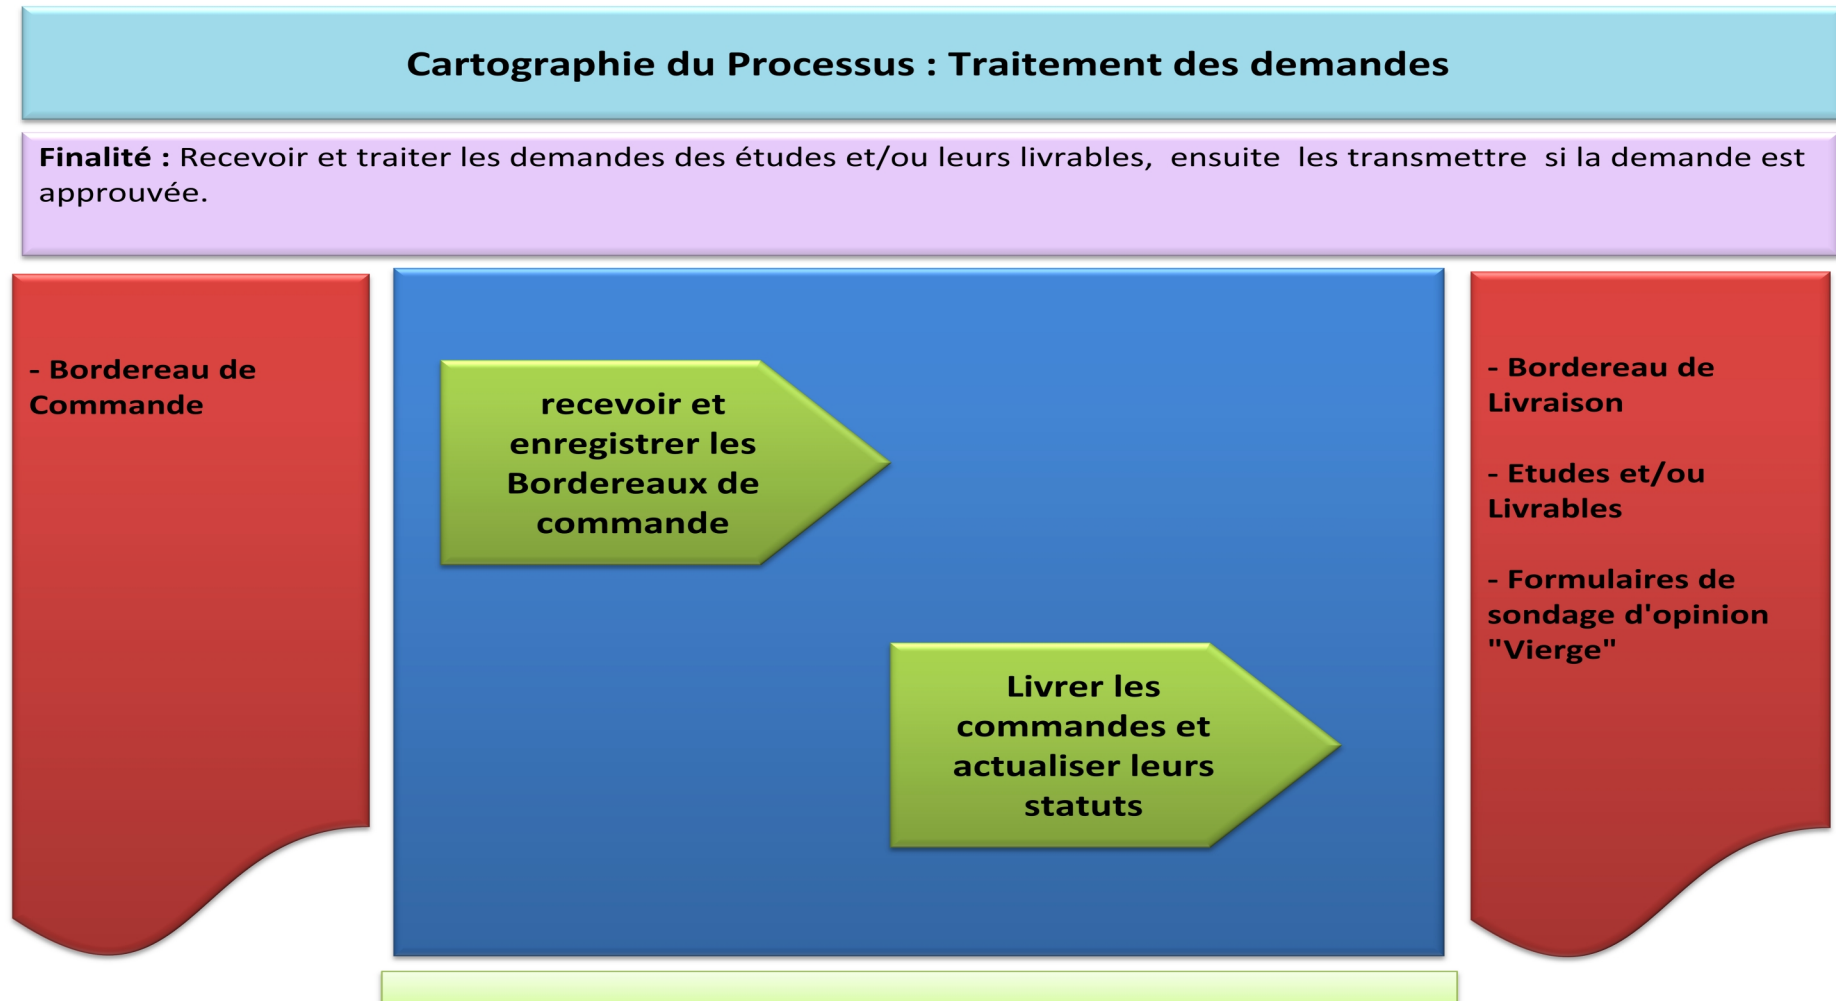 Cartographie du Processus : Traitement des demandes
Finalité : Recevoir et traiter les demandes des études et/ou leurs livrables, ensuite les transmettre si la demande est
approuvée.
- Bordereau de
Commande
recevoir et
enregistrer les
Bordereaux de
commande
Livrer les
commandes et
actualiser leurs
statuts
- Bordereau de
Livraison
- Etudes et/ou
Livrables
- Formulaires de
sondage d'opinion
"Vierge"